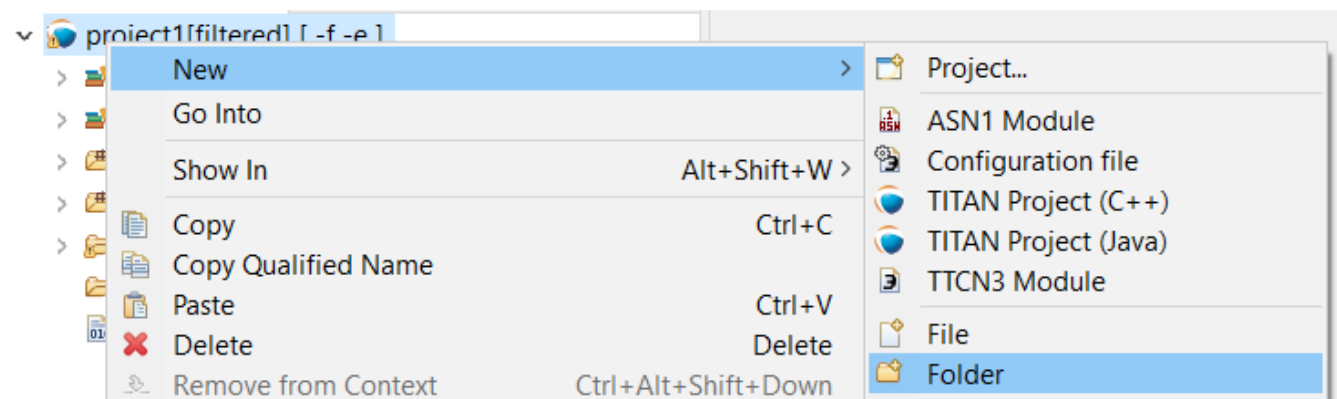 project1[filtered] [ -f -e ]
New >
Go Into
Show In Alt+Shift+W >
Copy Ctrl+C
Copy Qualified Name
Paste Ctrl+V
Delete Delete
Remove from Context Ctrl+Alt+Shift+Down
Project...
ASN1 Module
Configuration file
TITAN Project (C++)
TITAN Project (Java)
TTCN3 Module
File
Folder